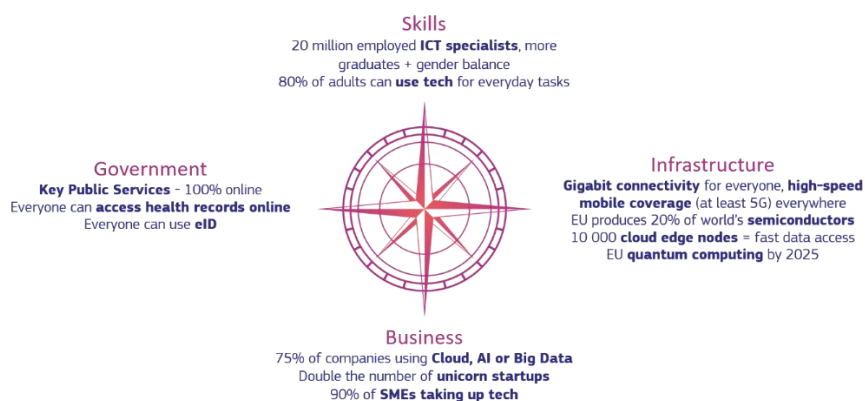 Skills
20 million employed ICT specialists, more
graduates + gender balance
80% of adults can use tech for everyday tasks
Government
Key Public Services - 100% online
Everyone can access health records online
Everyone can use eID
Infrastructure
Gigabit connectivity for everyone, high-speed
mobile coverage (at least 5G) everywhere
EU produces 20% of world's semiconductors
10 000 cloud edge nodes = fast data access
EU quantum computing by 2025
Business
75% of companies using Cloud, AI or Big Data
Double the number of unicorn startups
90% of SMEs taking up tech